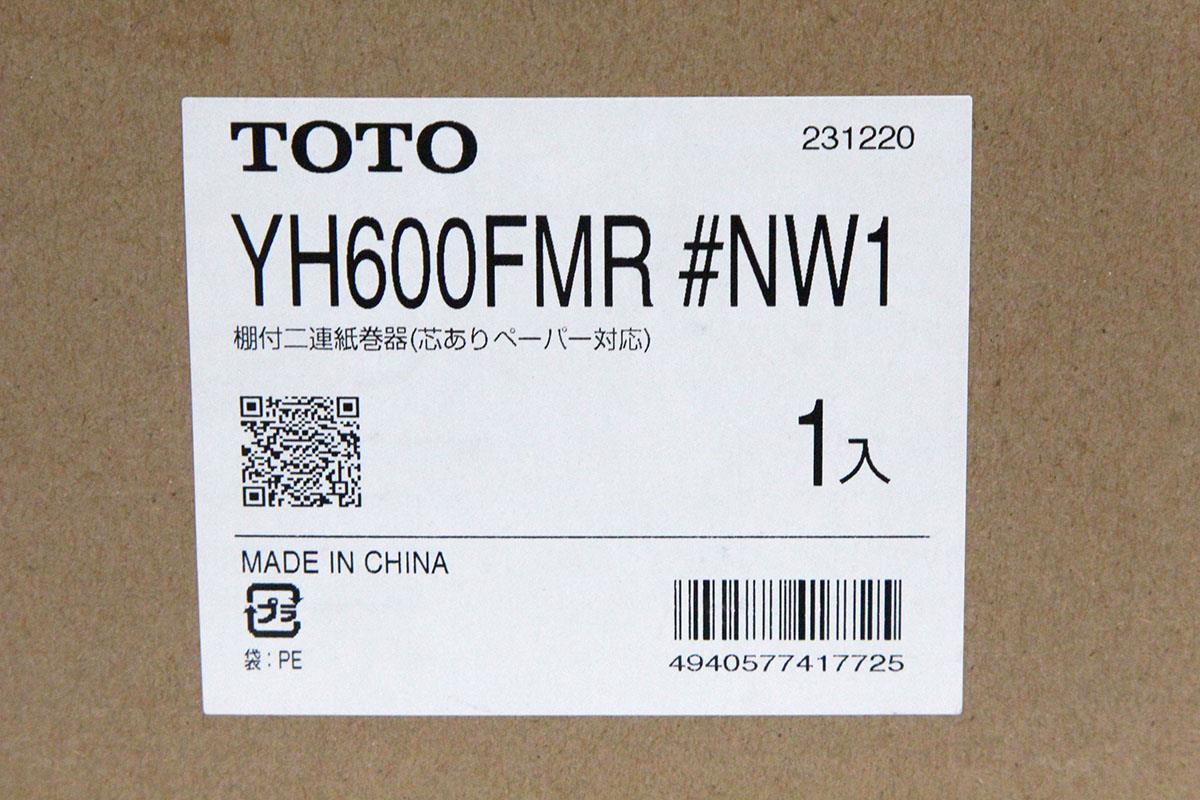 TOTO
231220
YH600FMR #NW1
棚付二連紙巻器(芯ありペーパー対応)
1入
MADE IN CHINA
プラ
袋:PE
4940577417725